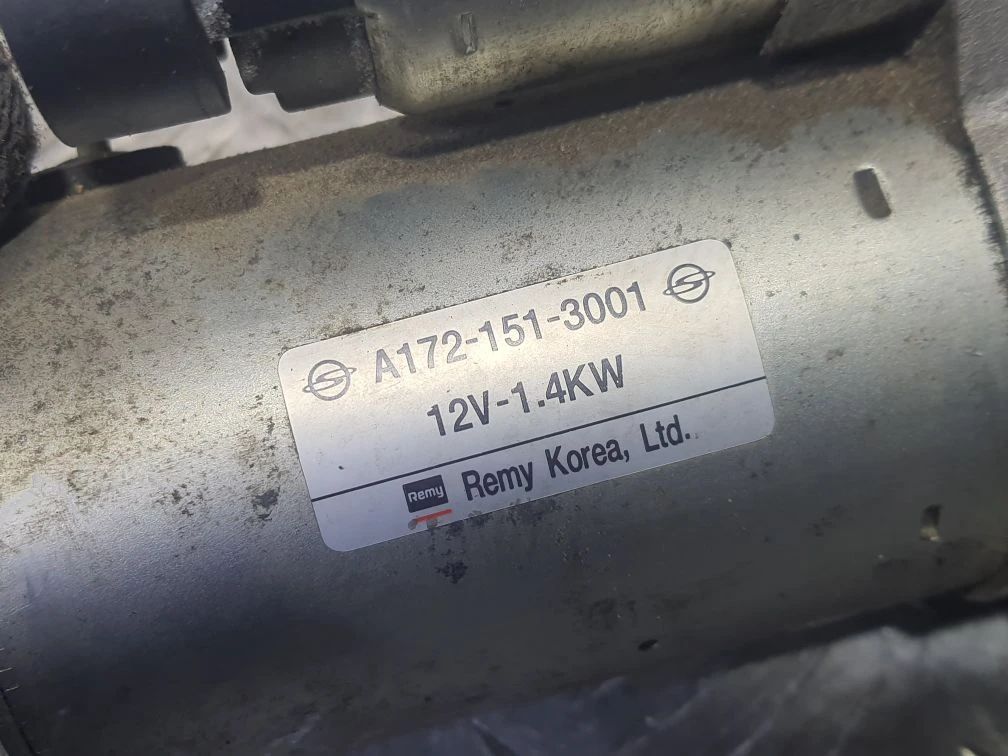 A172-151-3001
12V-1.4KW
Remy Remy Korea, Ltd.